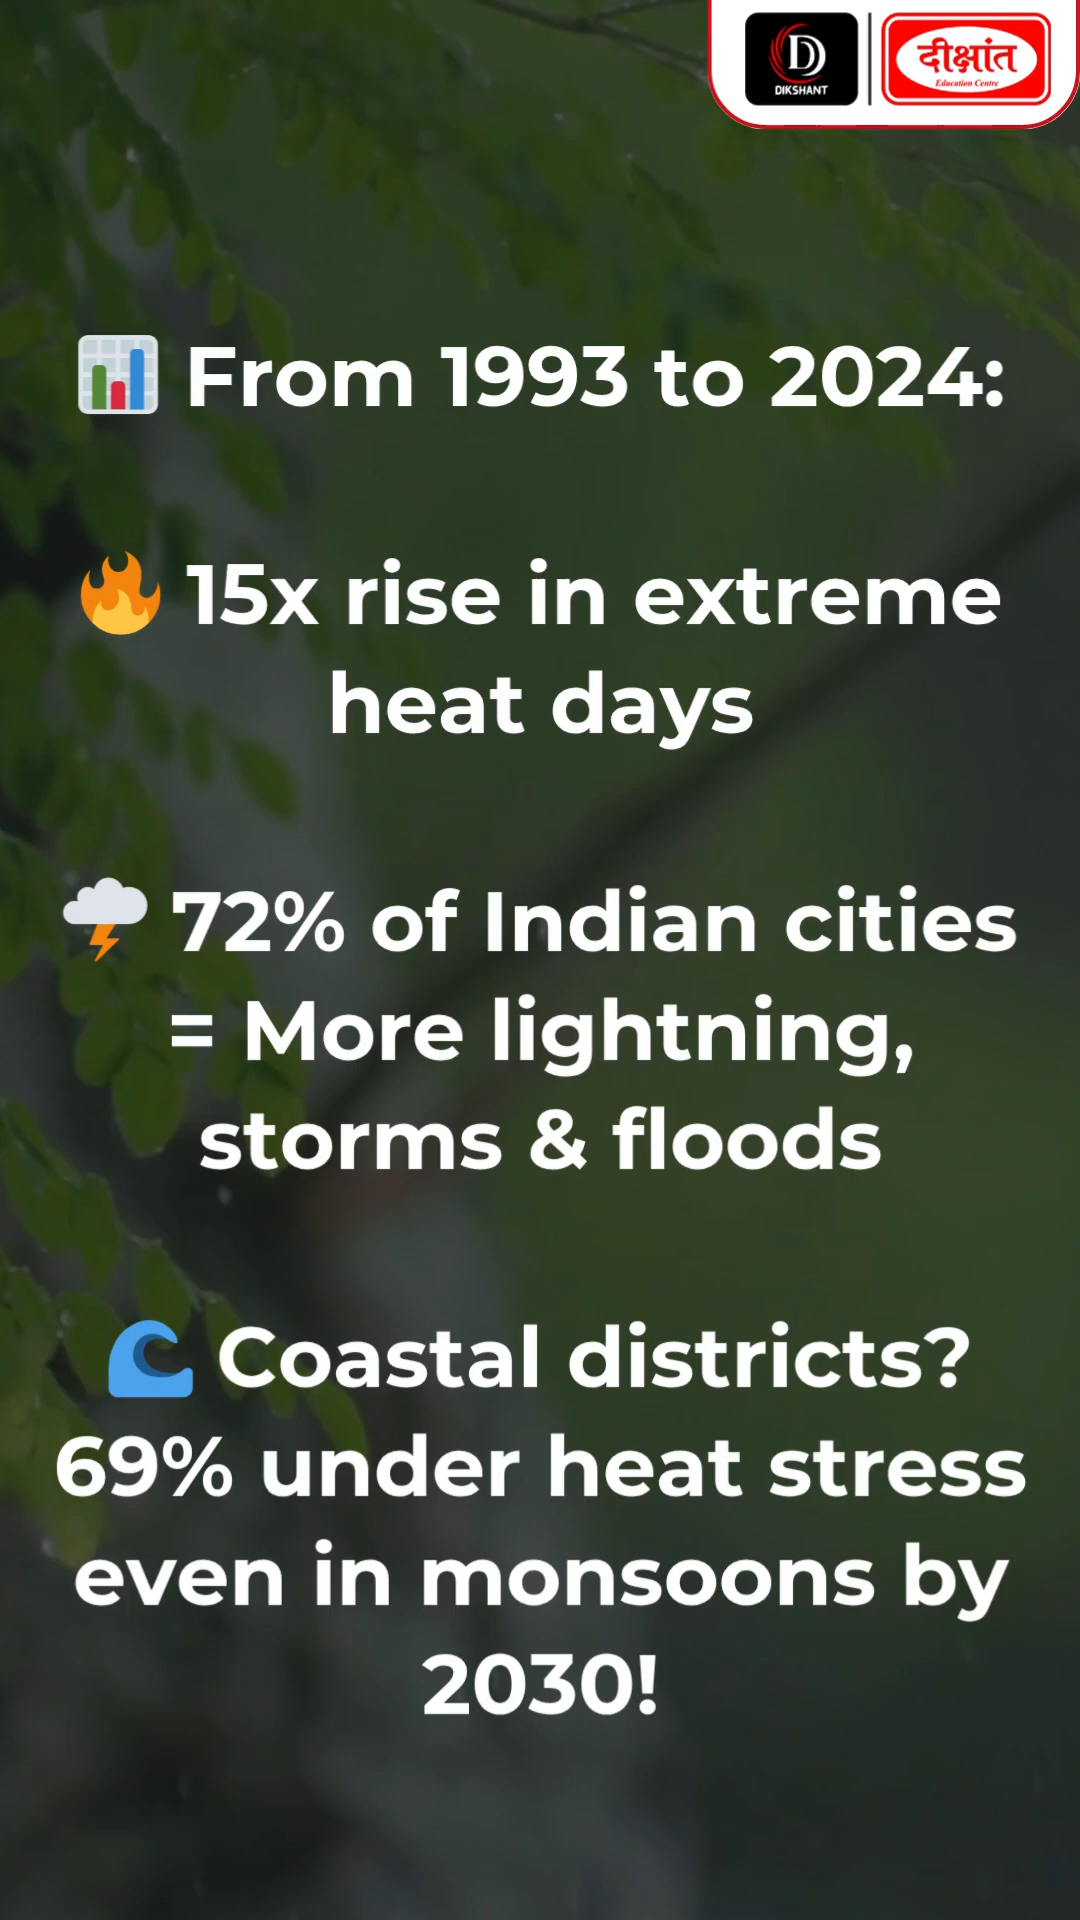 DIKSHANT
दीक्षांत
Education Centre
📊 From 1993 to 2024:
🔥 15x rise in extreme
heat days
🌩️ 72% of Indian cities
= More lightning,
storms & floods
🌊 Coastal districts?
69% under heat stress
even in monsoons by
2030!